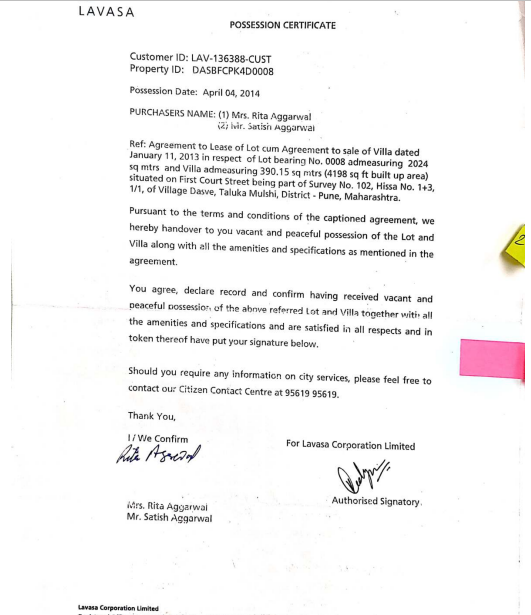 LAVASA
POSSESSION CERTIFICATE
Customer ID: LAV-136388-CUST
Property ID: DASBFCPK4D0008
Possession Date: April 04, 2014
PURCHASERS NAME: (1) Mrs. Rita Aggarwal
(2) Mr. Satish Aggarwal
Ref: Agreement to Lease of Lot cum Agreement to sale of Villa dated
January 11, 2013 in respect of Lot bearing No. 0008 admeasuring 2024
sq mtrs and Villa admeasuring 390.15 sq mtrs (4198 sq ft built up area)
situated on First Court Street being part of Survey No. 102, Hissa No. 1+3,
1/1, of Village Dasve, Taluka Mulshi, District - Pune, Maharashtra.
Pursuant to the terms and conditions of the captioned agreement, we
hereby handover to you vacant and peaceful possession of the Lot and
Villa along with all the amenities and specifications as mentioned in the
agreement.
You agree, declare record and confirm having received vacant and
peaceful possession of the above referred Lot and Villa together with all
the amenities and specifications and are satisfied in all respects and in
token thereof have put your signature below.
Should you require any information on city services, please feel free to
contact our Citizen Contact Centre at 95619 95619.
Thank You,
I / We Confirm
For Lavasa Corporation Limited
Rita Aggarwal
Authorised Signatory.
Mrs. Rita Aggarwal
Mr. Satish Aggarwal
Lavasa Corporation Limited
2